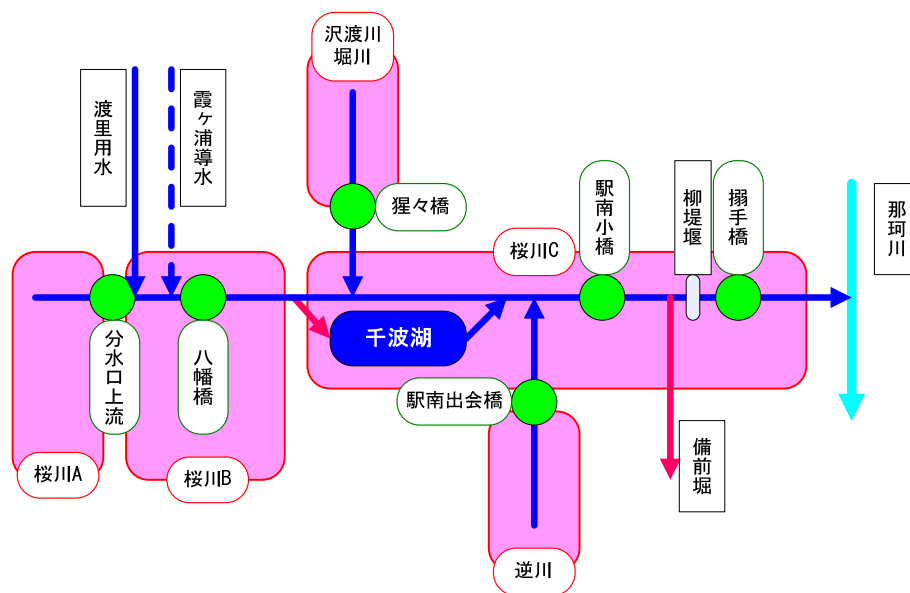 沢渡川
堀川
渡里用水
霞ヶ浦導水
猩々橋
駅南小橋
柳堤堰
搦手橋
那珂川
桜川C
千波湖
分水口上流
八幡橋
駅南出会橋
桜川A
桜川B
備前堀
逆川